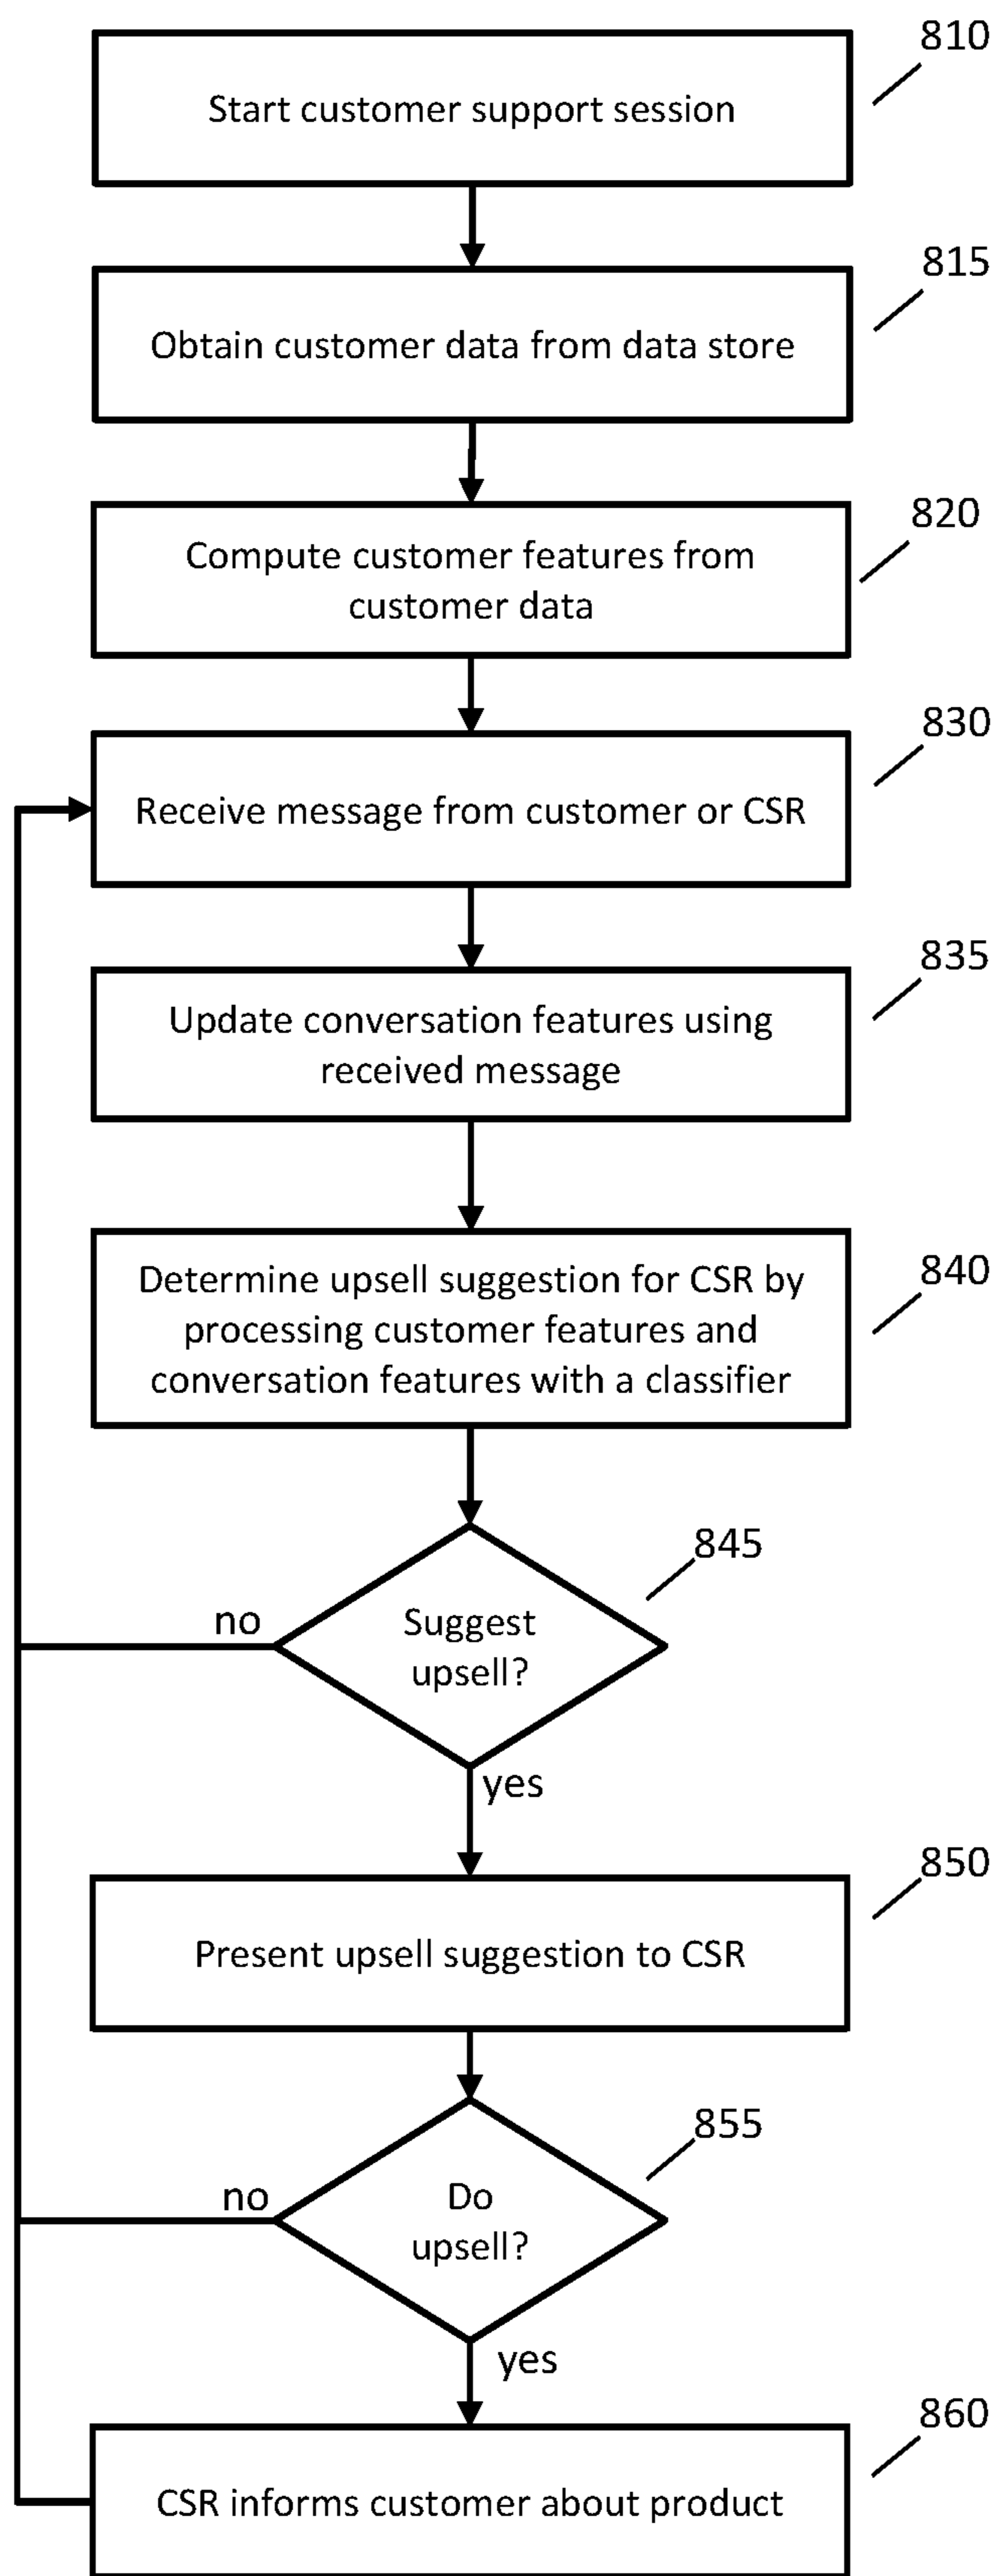 810
Start customer support session
815
Obtain customer data from data store
820
Compute customer features from
customer data
830
Receive message from customer or CSR
835
Update conversation features using
received message
840
Determine upsell suggestion for CSR by
processing customer features and
conversation features with a classifier
845
no
Suggest
upsell?
yes
850
Present upsell suggestion to CSR
855
no
Do
upsell?
yes
860
CSR informs customer about product